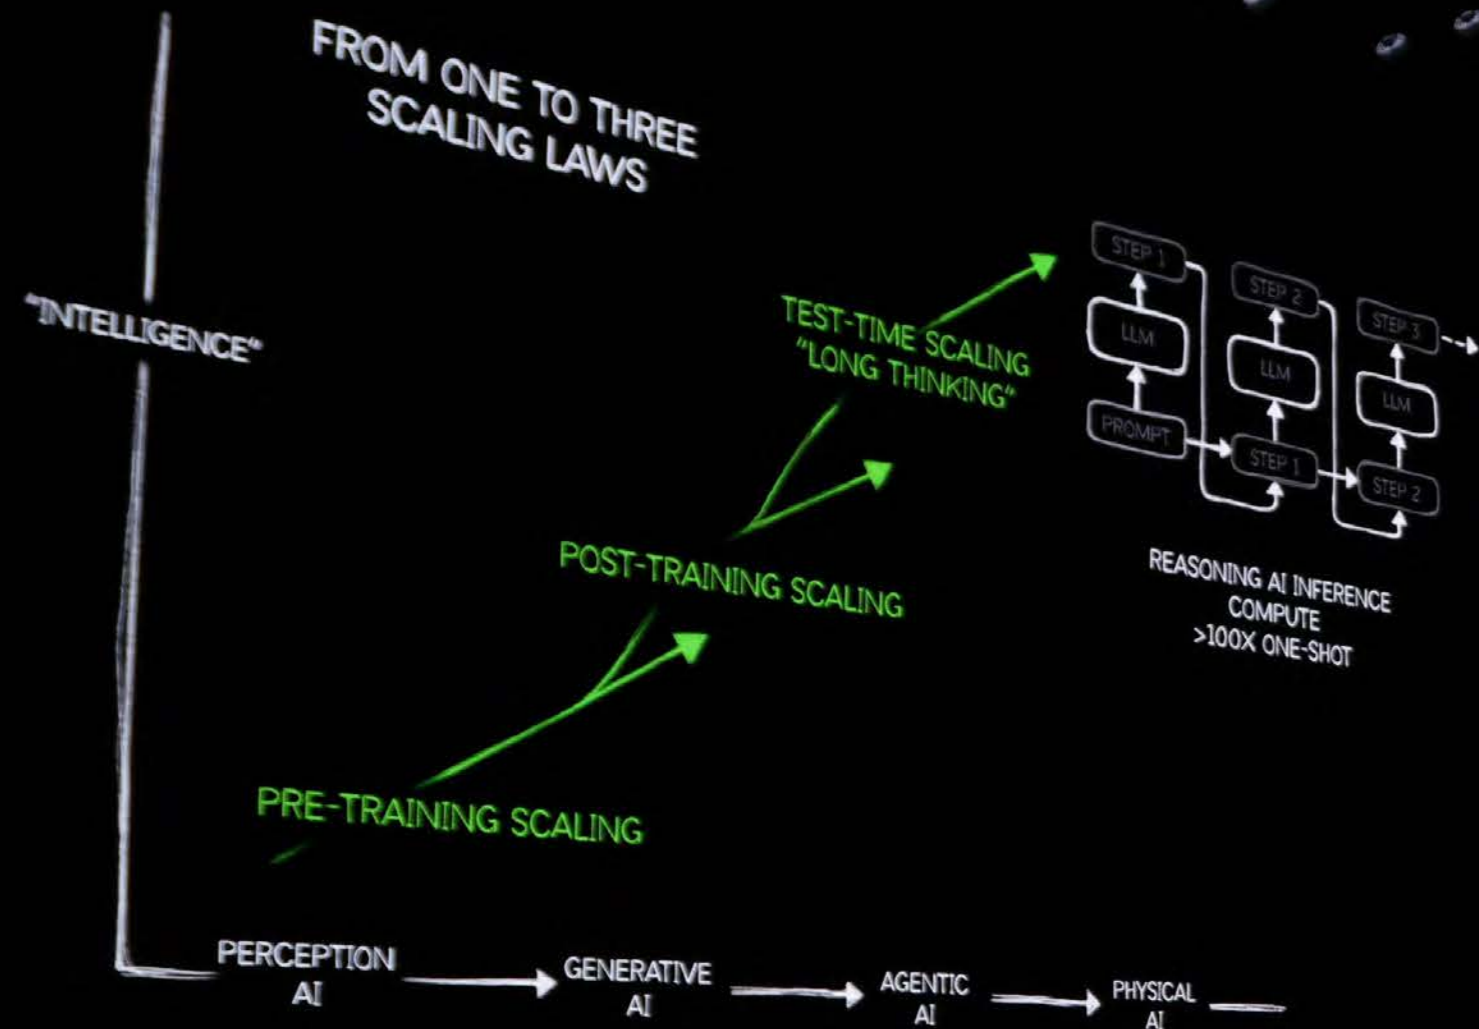 FROM ONE TO THREE
SCALING LAWS
"INTELLIGENCE"
TEST-TIME SCALING
"LONG THINKING"
POST-TRAINING SCALING
PRE-TRAINING SCALING
STEP 1
LLM
PROMPT
STEP 2
LLM
STEP 1
STEP 3
LLM
STEP 2
REASONING AI INFERENCE
COMPUTE
>100X ONE-SHOT
PERCEPTION
AI
GENERATIVE
AI
AGENTIC
AI
PHYSICAL
AI